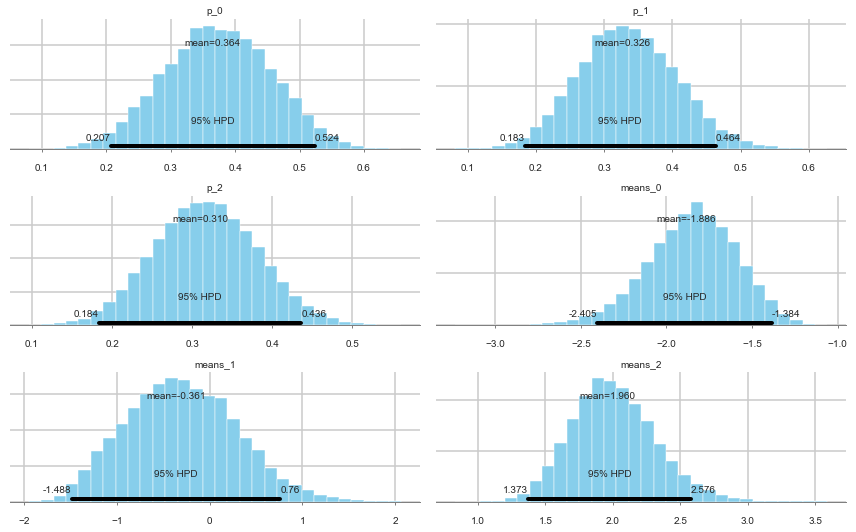 p_0
mean=0.364
95% HPD
0.207
0.524
0.1 0.2 0.3 0.4 0.5 0.6
p_1
mean=0.326
95% HPD
0.183
0.464
0.1 0.2 0.3 0.4 0.5 0.6
p_2
mean=0.310
95% HPD
0.184
0.436
0.1 0.2 0.3 0.4 0.5
means_0
mean=-1.886
95% HPD
-2.405
-1.384
−3.0 −2.5 −2.0 −1.5 −1.0
means_1
mean=-0.361
95% HPD
-1.488
0.76
−2 −1 0 1 2
means_2
mean=1.960
95% HPD
1.373
2.576
1.0 1.5 2.0 2.5 3.0 3.5